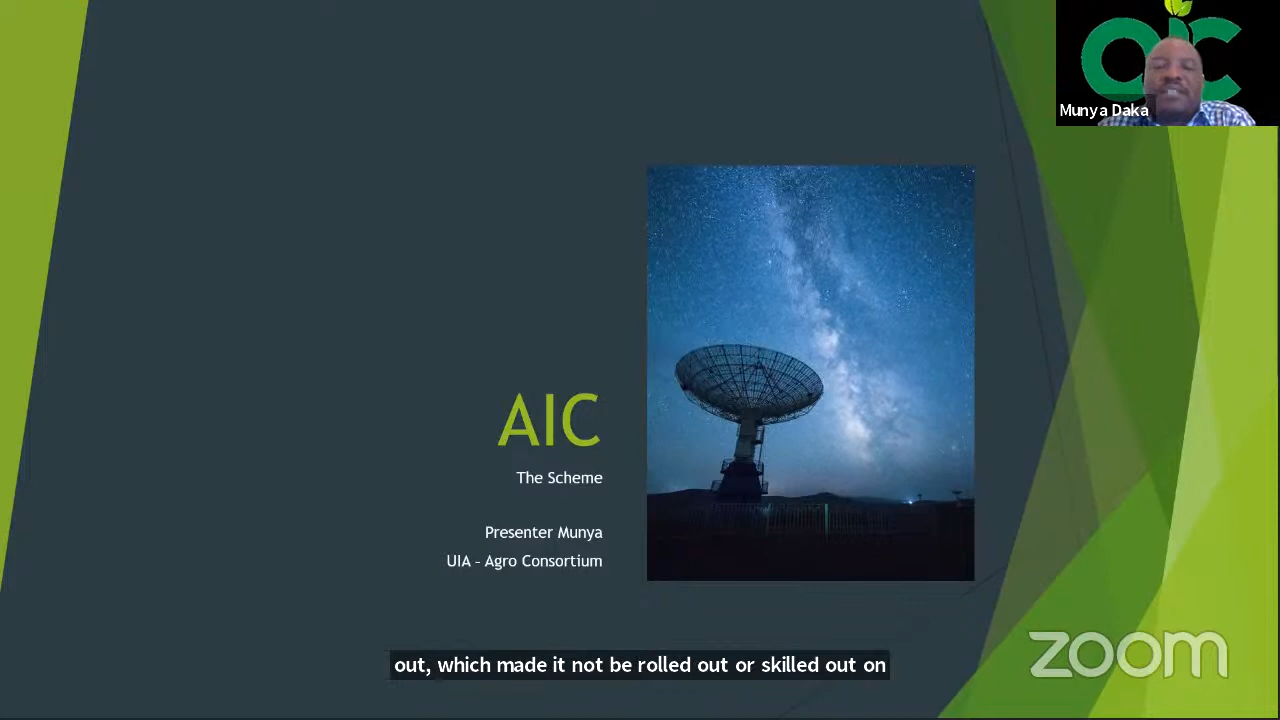 AIC
Munya Daka
AIC
The Scheme
Presenter Munya
UIA - Agro Consortium
out, which made it not be rolled out or skilled out on
zoom